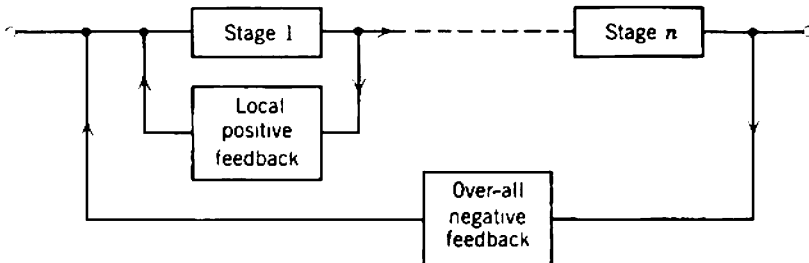 Stage 1
Stage n
Local
positive
feedback
Over-all
negative
feedback